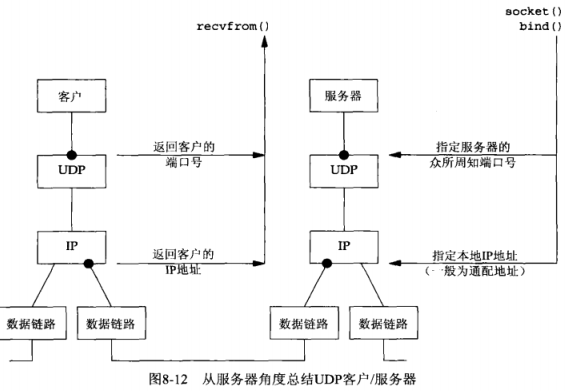 socket()
bind()
recvfrom()
客户
服务器
返回客户的
端口号
指定服务器的
众所周知端口号
UDP
UDP
IP
IP
返回客户的
IP地址
指定本地IP地址
（一般为通配地址）
数据链路
数据链路
数据链路
数据链路
图8-12 从服务器角度总结UDP客户/服务器